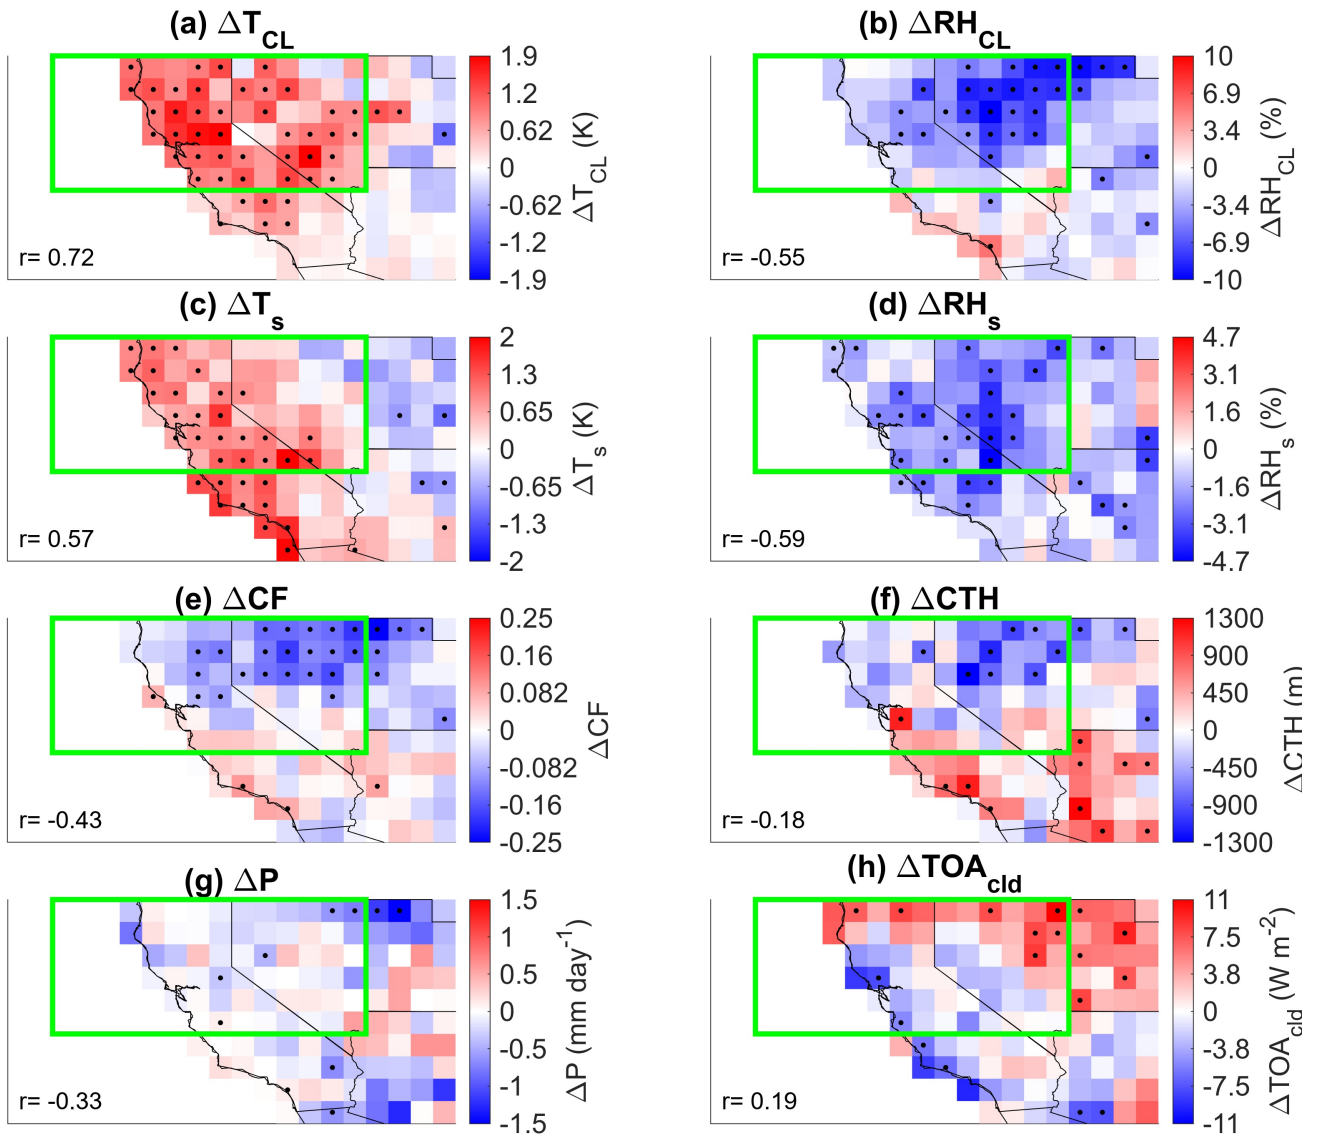 (a) ΔT_CL
1.9
1.2
0.62
0
-0.62
-1.2
-1.9
ΔT_CL (K)
r= 0.72
(b) ΔRH_CL
10
6.9
3.4
0
-3.4
-6.9
-10
ΔRH_CL (%)
r= -0.55
(c) ΔT_s
2
1.3
0.65
0
-0.65
-1.3
-2
ΔT_s (K)
r= 0.57
(d) ΔRH_s
4.7
3.1
1.6
0
-1.6
-3.1
-4.7
ΔRH_s (%)
r= -0.59
(e) ΔCF
0.25
0.16
0.082
0
-0.082
-0.16
-0.25
ΔCF
r= -0.43
(f) ΔCTH
1300
900
450
0
-450
-900
-1300
ΔCTH (m)
r= -0.18
(g) ΔP
1.5
1
0.5
0
-0.5
-1
-1.5
ΔP (mm day⁻¹)
r= -0.33
(h) ΔTOA_cld
11
7.5
3.8
0
-3.8
-7.5
-11
ΔTOA_cld (W m⁻²)
r= 0.19